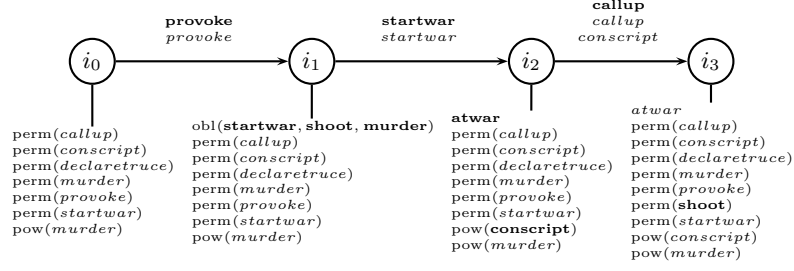 provoke
provoke
startwar
startwar
callup
callup
conscript
i0
i1
i2
i3
perm(callup)
perm(conscript)
perm(declaretruce)
perm(murder)
perm(provoke)
perm(startwar)
pow(murder)
obl(startwar, shoot, murder)
perm(callup)
perm(conscript)
perm(declaretruce)
perm(murder)
perm(provoke)
perm(startwar)
pow(murder)
atwar
perm(callup)
perm(conscript)
perm(declaretruce)
perm(murder)
perm(provoke)
perm(startwar)
pow(conscript)
pow(murder)
atwar
perm(callup)
perm(conscript)
perm(declaretruce)
perm(murder)
perm(provoke)
perm(shoot)
perm(startwar)
pow(conscript)
pow(murder)